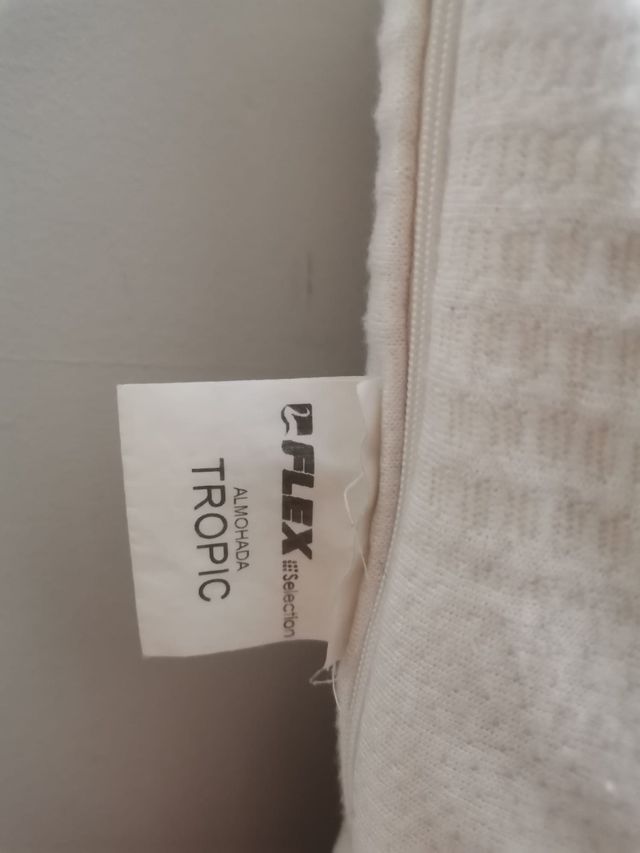 FLEX Selection
ALMOHADA
TROPIC